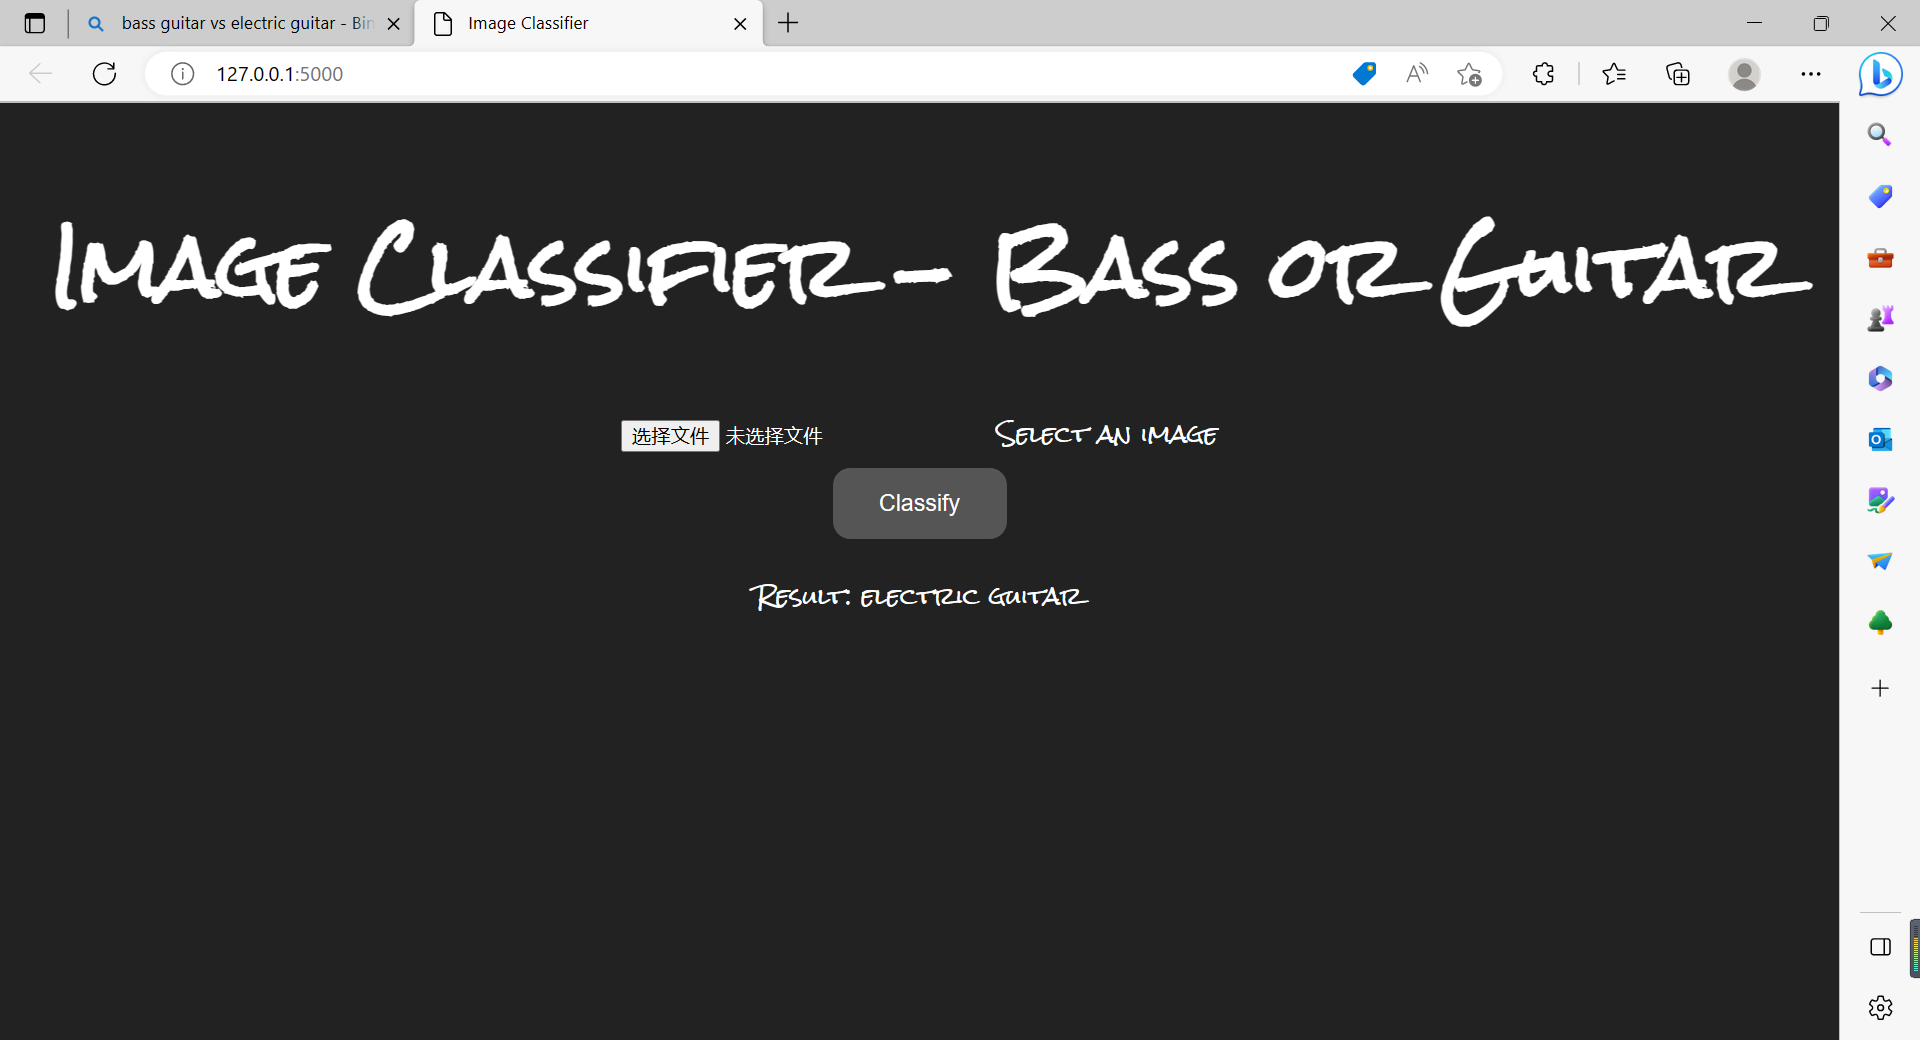 bass guitar vs electric guitar - Bin
Image Classifier
127.0.0.1:5000
Image Classifier - Bass or Guitar
选择文件 未选择文件 Select an image
Classify
Result: electric guitar